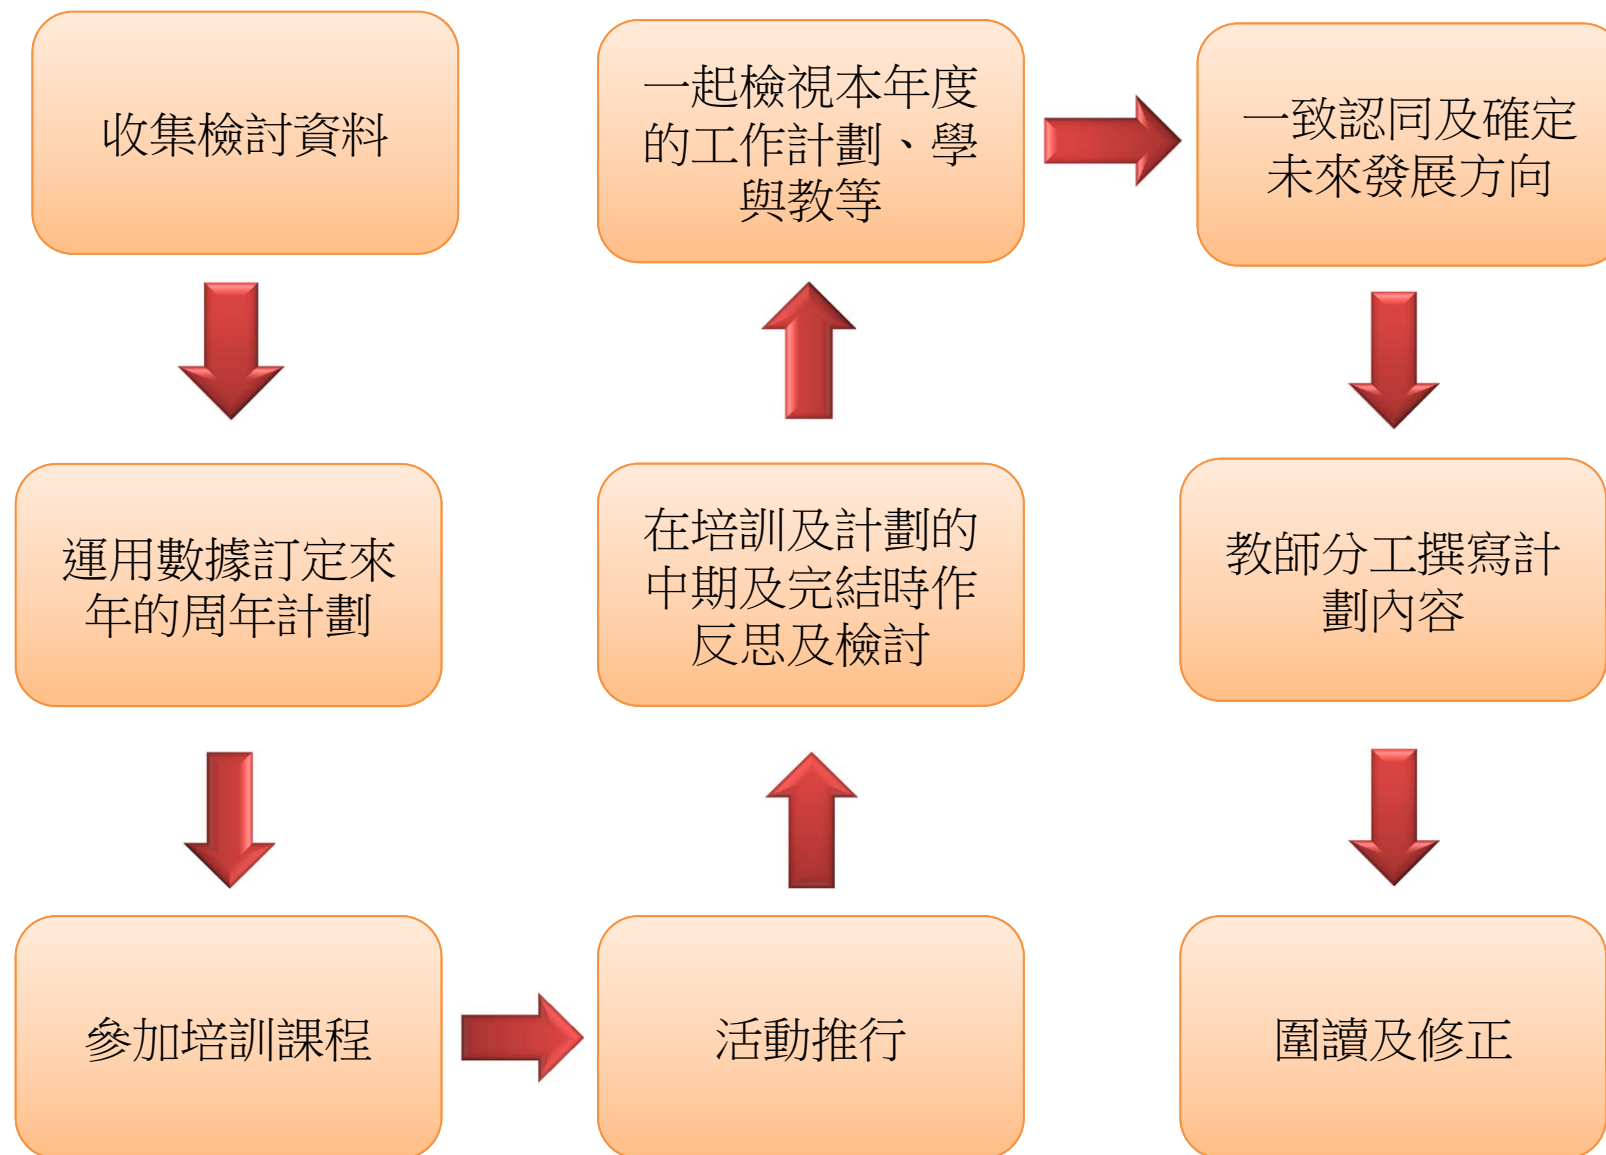 收集檢討資料
運用數據訂定來
年的周年計劃
參加培訓課程
活動推行
在培訓及計劃的
中期及完結時作
反思及檢討
一起檢視本年度
的工作計劃、學
與教等
一致認同及確定
未來發展方向
教師分工撰寫計
劃內容
圍讀及修正